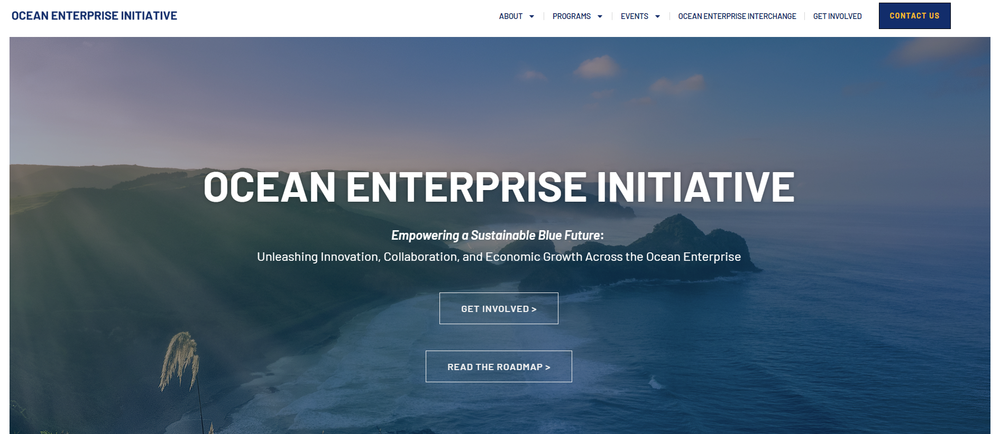 OCEAN ENTERPRISE INITIATIVE
ABOUT PROGRAMS EVENTS OCEAN ENTERPRISE INTERCHANGE GET INVOLVED CONTACT US
OCEAN ENTERPRISE INITIATIVE
Empowering a Sustainable Blue Future:
Unleashing Innovation, Collaboration, and Economic Growth Across the Ocean Enterprise
GET INVOLVED >
READ THE ROADMAP >